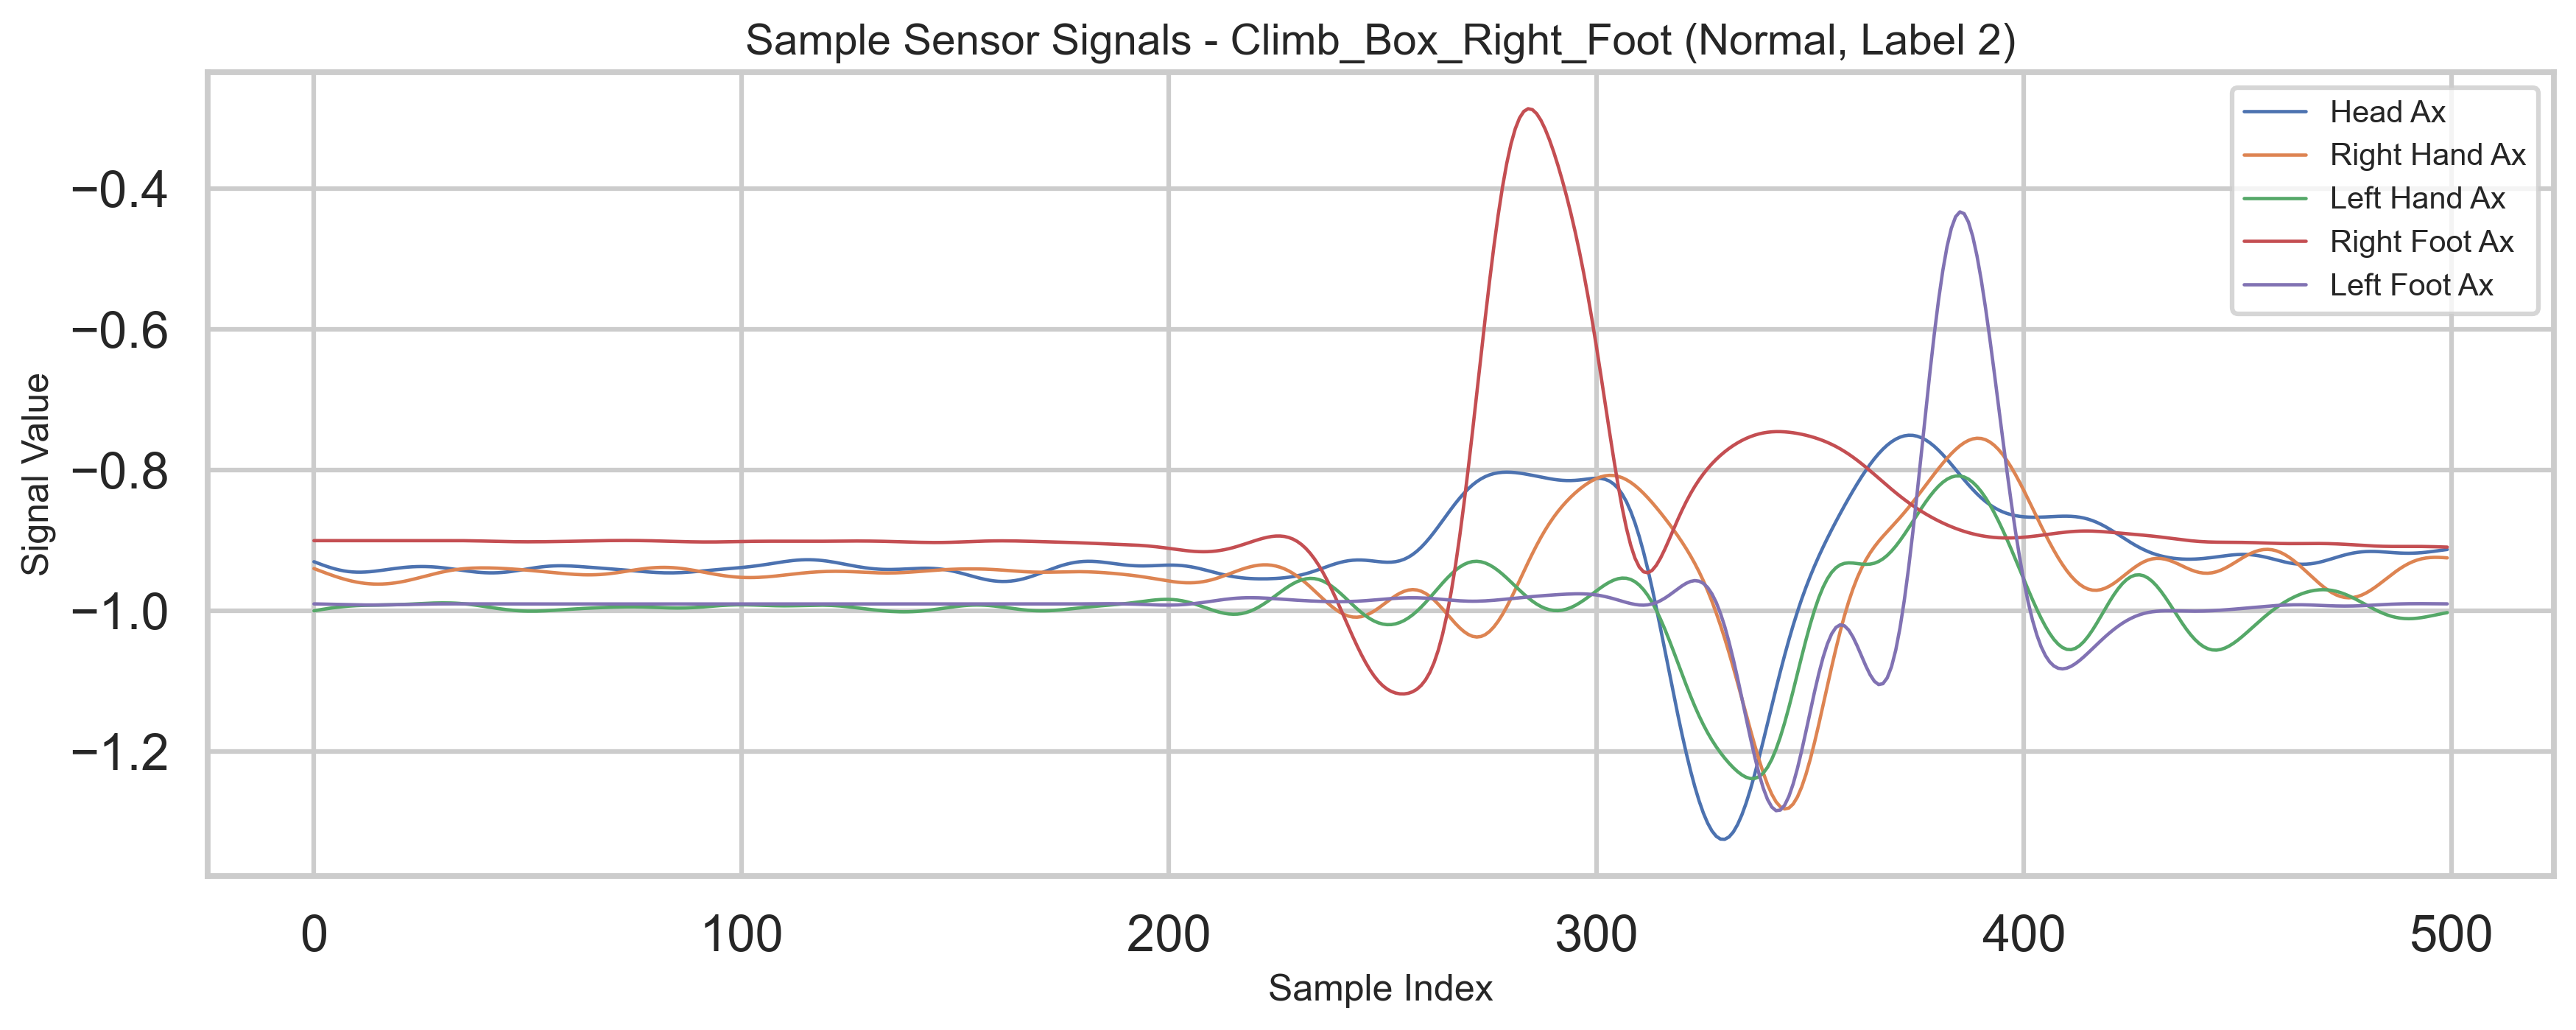 Sample Sensor Signals - Climb_Box_Right_Foot (Normal, Label 2)
Head Ax
Right Hand Ax
Left Hand Ax
Right Foot Ax
Left Foot Ax
−0.4
−0.6
−0.8
−1.0
−1.2
Signal Value
0 100 200 300 400 500
Sample Index